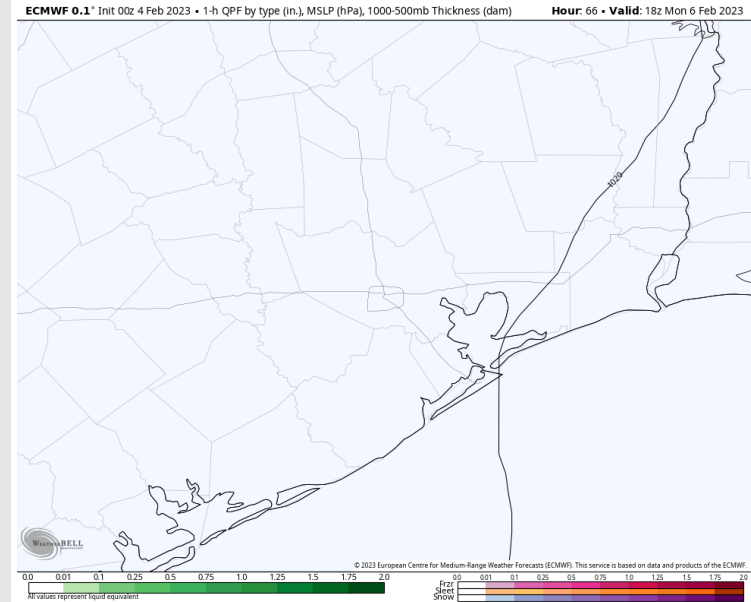 ECMWF 0.1° Init 00z 4 Feb 2023 • 1-h QPF by type (in.), MSLP (hPa), 1000-500mb Thickness (dam) Hour: 66 • Valid: 18z Mon 6 Feb 2023
1020
WeatherBELL
© 2023 European Centre for Medium-Range Weather Forecasts (ECMWF). This service is based on data and products of the ECMWF.
0.0 0.01 0.1 0.25 0.5 0.75 1.0 1.25 1.5 1.75 2.0
All values represent liquid equivalent
0.0 0.01 0.1 0.25 0.5 0.75 1.0 1.25 1.5 1.75 2.0
Frzr
Sleet
Snow